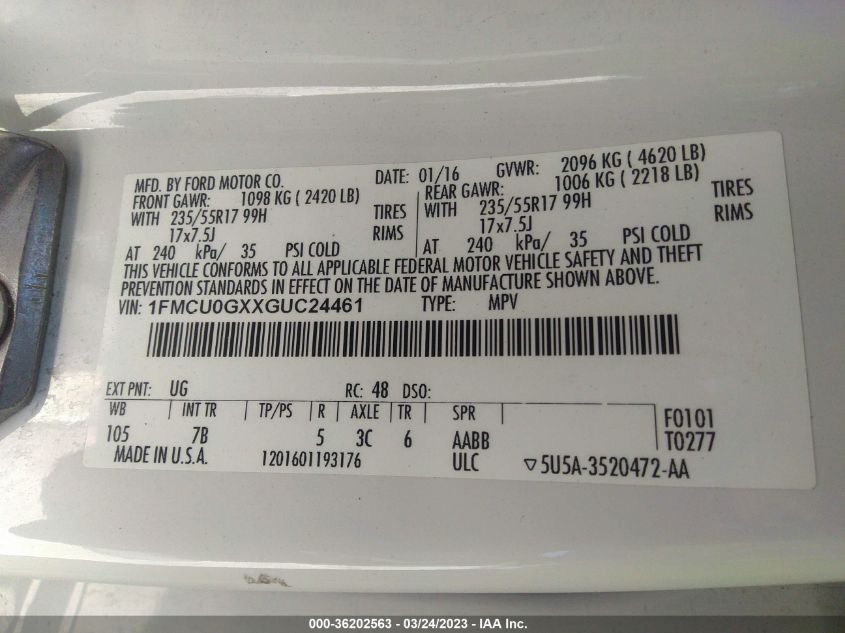 MFD. BY FORD MOTOR CO. DATE: 01/16 GVWR: 2096 KG ( 4620 LB)
FRONT GAWR: 1098 KG ( 2420 LB) REAR GAWR: 1006 KG ( 2218 LB)
WITH 235/55R17 99H TIRES WITH 235/55R17 99H TIRES
17x7.5J RIMS 17x7.5J RIMS
AT 240 kPa/ 35 PSI COLD AT 240 kPa/ 35 PSI COLD
THIS VEHICLE CONFORMS TO ALL APPLICABLE FEDERAL MOTOR VEHICLE SAFETY AND THEFT
PREVENTION STANDARDS IN EFFECT ON THE DATE OF MANUFACTURE SHOWN ABOVE.
VIN: 1FMCU0GXXGUC24461 TYPE: MPV
EXT PNT: UG RC: 48 DSO:
WB INT TR TP/PS R AXLE TR SPR F0101
105 7B 5 3C 6 AABB T0277
MADE IN U.S.A. 1201601193176 ULC ▽5U5A-3520472-AA
000-36202563 - 03/24/2023 - IAA Inc.